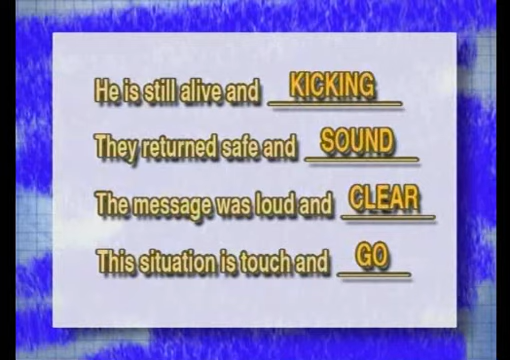 He is still alive and KICKING
They returned safe and SOUND
The message was loud and CLEAR
This situation is touch and GO